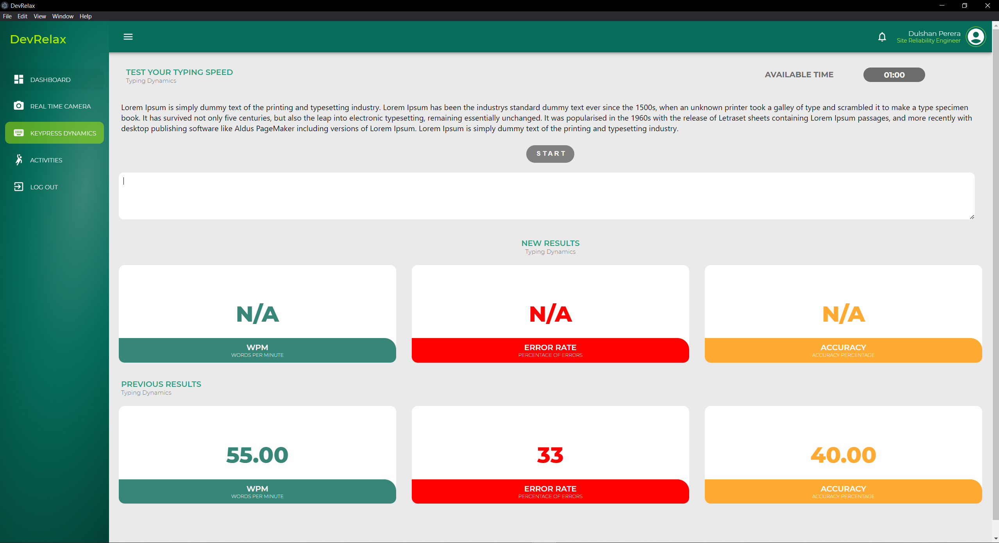 DevRelax
File Edit View Window Help
DevRelax
Dulshan Perera
Site Reliability Engineer
DASHBOARD
REAL TIME CAMERA
KEYPRESS DYNAMICS
ACTIVITIES
LOG OUT
TEST YOUR TYPING SPEED
Typing Dynamics
AVAILABLE TIME
01:00
Lorem Ipsum is simply dummy text of the printing and typesetting industry. Lorem Ipsum has been the industrys standard dummy text ever since the 1500s, when an unknown printer took a galley of type and scrambled it to make a type specimen
book. It has survived not only five centuries, but also the leap into electronic typesetting, remaining essentially unchanged. It was popularised in the 1960s with the release of Letraset sheets containing Lorem Ipsum passages, and more recently with
desktop publishing software like Aldus PageMaker including versions of Lorem Ipsum. Lorem Ipsum is simply dummy text of the printing and typesetting industry.
START
NEW RESULTS
Typing Dynamics
N/A
WPM
WORDS PER MINUTE
N/A
ERROR RATE
PERCENTAGE OF ERRORS
N/A
ACCURACY
ACCURACY PERCENTAGE
PREVIOUS RESULTS
Typing Dynamics
55.00
WPM
WORDS PER MINUTE
33
ERROR RATE
PERCENTAGE OF ERRORS
40.00
ACCURACY
ACCURACY PERCENTAGE